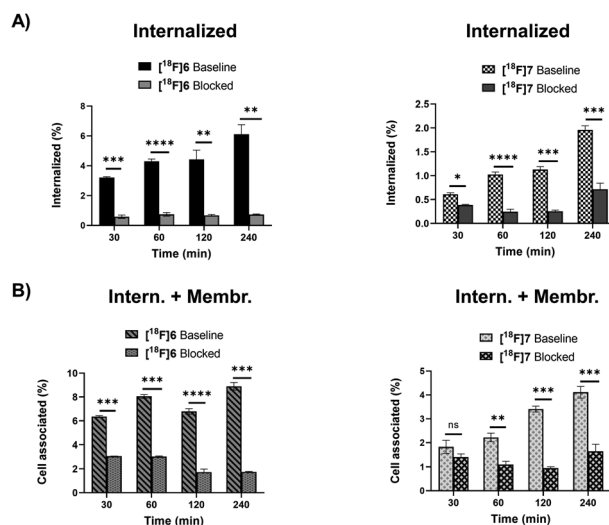 A)
Internalized
[¹⁸F]6 Baseline
[¹⁸F]6 Blocked
Internalized (%)
8
6
4
2
0
***
****
**
**
30 60 120 240
Time (min)
Internalized
[¹⁸F]7 Baseline
[¹⁸F]7 Blocked
Internalized (%)
2.5
2.0
1.5
1.0
0.5
0.0
*
****
***
***
30 60 120 240
Time (min)
B)
Intern. + Membr.
[¹⁸F]6 Baseline
[¹⁸F]6 Blocked
Cell associated (%)
10
8
6
4
2
0
***
***
****
***
30 60 120 240
Time (min)
Intern. + Membr.
[¹⁸F]7 Baseline
[¹⁸F]7 Blocked
Cell associated (%)
5
4
3
2
1
0
ns
**
***
***
30 60 120 240
Time (min)